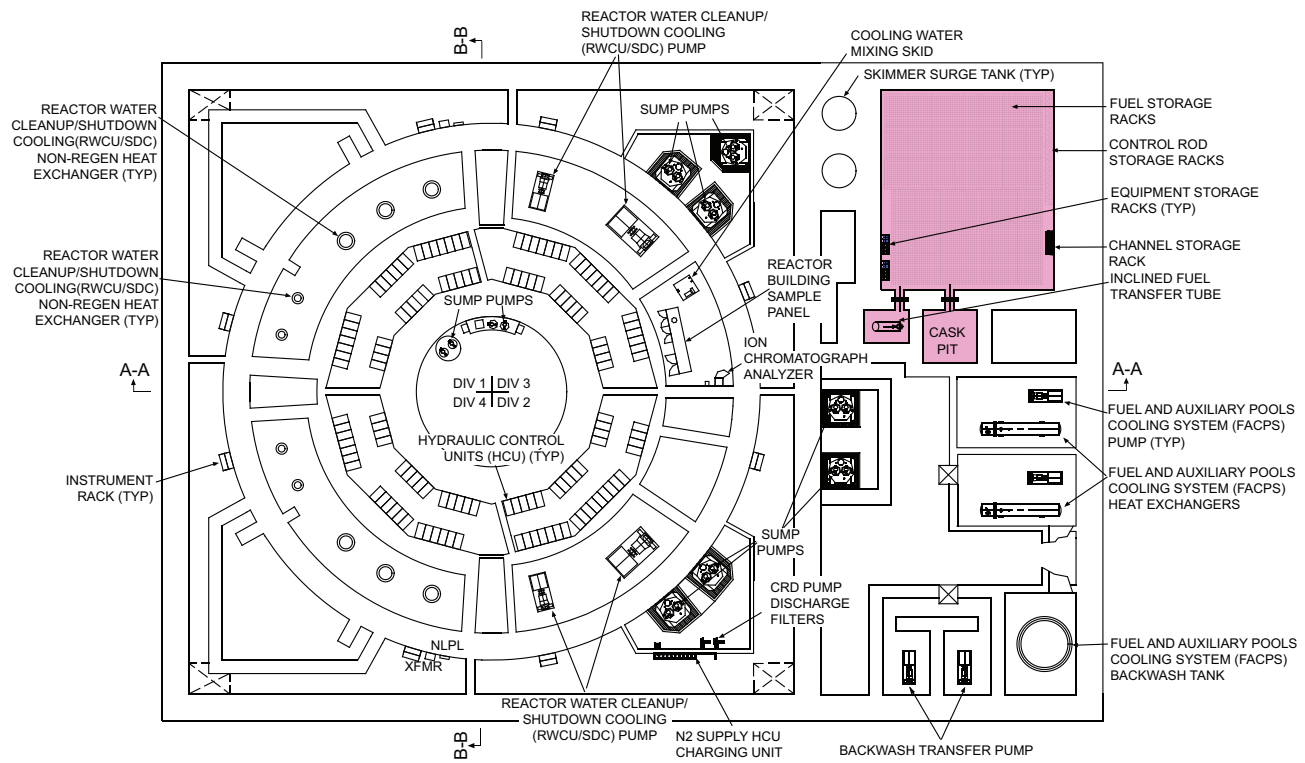 REACTOR WATER CLEANUP/
SHUTDOWN COOLING
(RWCU/SDC) PUMP
B-B
COOLING WATER
MIXING SKID
SKIMMER SURGE TANK (TYP)
REACTOR WATER
CLEANUP/SHUTDOWN
COOLING(RWCU/SDC)
NON-REGEN HEAT
EXCHANGER (TYP)
SUMP PUMPS
FUEL STORAGE
RACKS
CONTROL ROD
STORAGE RACKS
EQUIPMENT STORAGE
RACKS (TYP)
REACTOR WATER
CLEANUP/SHUTDOWN
COOLING(RWCU/SDC)
NON-REGEN HEAT
EXCHANGER (TYP)
CHANNEL STORAGE
RACK
INCLINED FUEL
TRANSFER TUBE
REACTOR
BUILDING
SAMPLE
PANEL
SUMP PUMPS
CASK
PIT
ION
CHROMATOGRAPH
ANALYZER
A-A
A-A
DIV 1 DIV 3
DIV 4 DIV 2
FUEL AND AUXILIARY POOLS
COOLING SYSTEM (FACPS)
PUMP (TYP)
HYDRAULIC CONTROL
UNITS (HCU) (TYP)
INSTRUMENT
RACK (TYP)
FUEL AND AUXILIARY POOLS
COOLING SYSTEM (FACPS)
HEAT EXCHANGERS
SUMP
PUMPS
CRD PUMP
DISCHARGE
FILTERS
NLPL
XFMR
FUEL AND AUXILIARY POOLS
COOLING SYSTEM (FACPS)
BACKWASH TANK
REACTOR WATER CLEANUP/
SHUTDOWN COOLING
(RWCU/SDC) PUMP
B-B
N2 SUPPLY HCU
CHARGING UNIT
BACKWASH TRANSFER PUMP